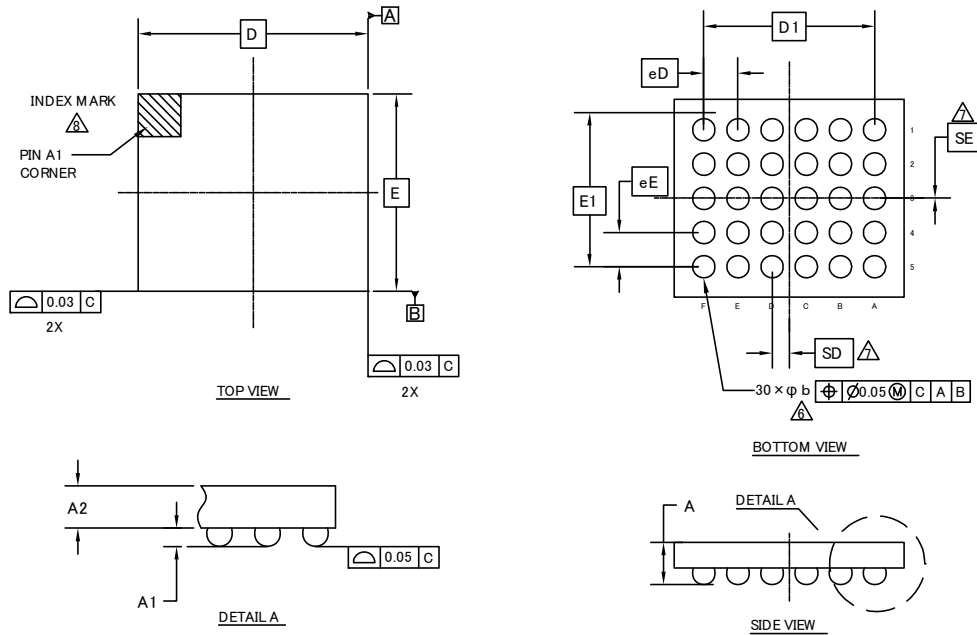 D
A
INDEX MARK
8
PIN A1
CORNER
E
0.03 C
2X
B
0.03 C
2X
TOP VIEW
D1
eD
7
SE
1
2
3
4
5
E1
eE
F E D C B A
SD
7
30×φ b ⌖ Ø0.05 Ⓜ C A B
6
BOTTOM VIEW
A2
A1
0.05 C
DETAIL A
A
DETAIL A
SIDE VIEW